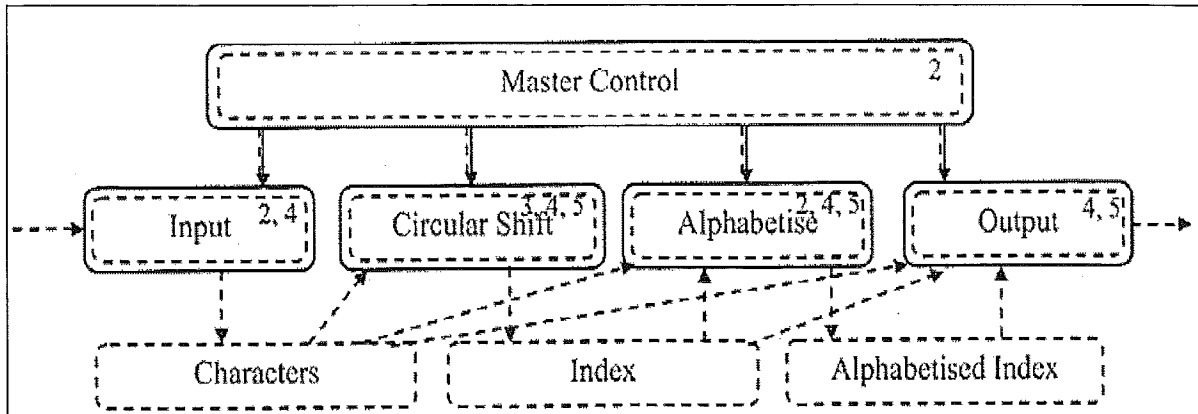 Master Control 2
Input 2, 4
Circular Shift 3, 4, 5
Alphabetise 2, 4, 5
Output 4, 5
Characters
Index
Alphabetised Index